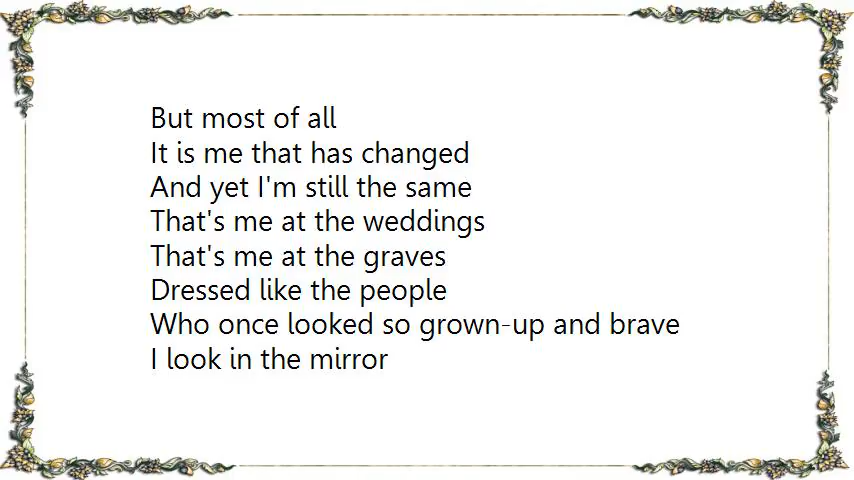 But most of all
It is me that has changed
And yet I'm still the same
That's me at the weddings
That's me at the graves
Dressed like the people
Who once looked so grown-up and brave
I look in the mirror